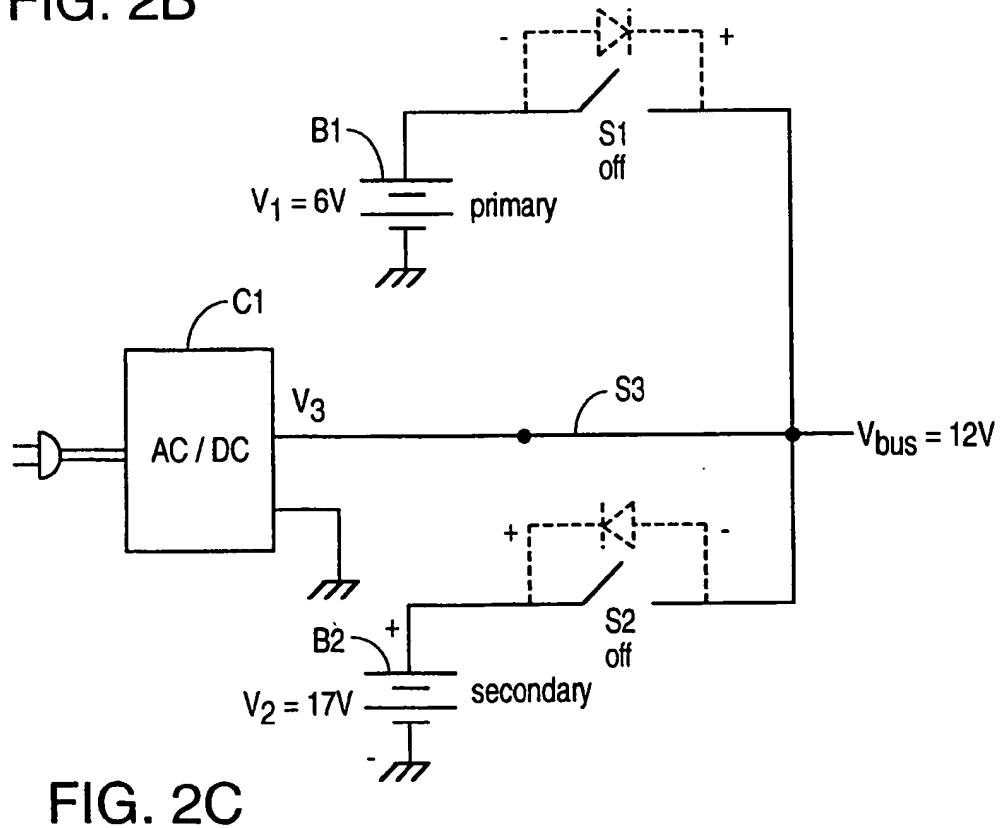 FIG. 2B
- +
S1
off
B1
V1 = 6V primary
C1
V3
S3
AC / DC
Vbus = 12V
+ -
S2
off
B2 +
V2 = 17V secondary
-
FIG. 2C